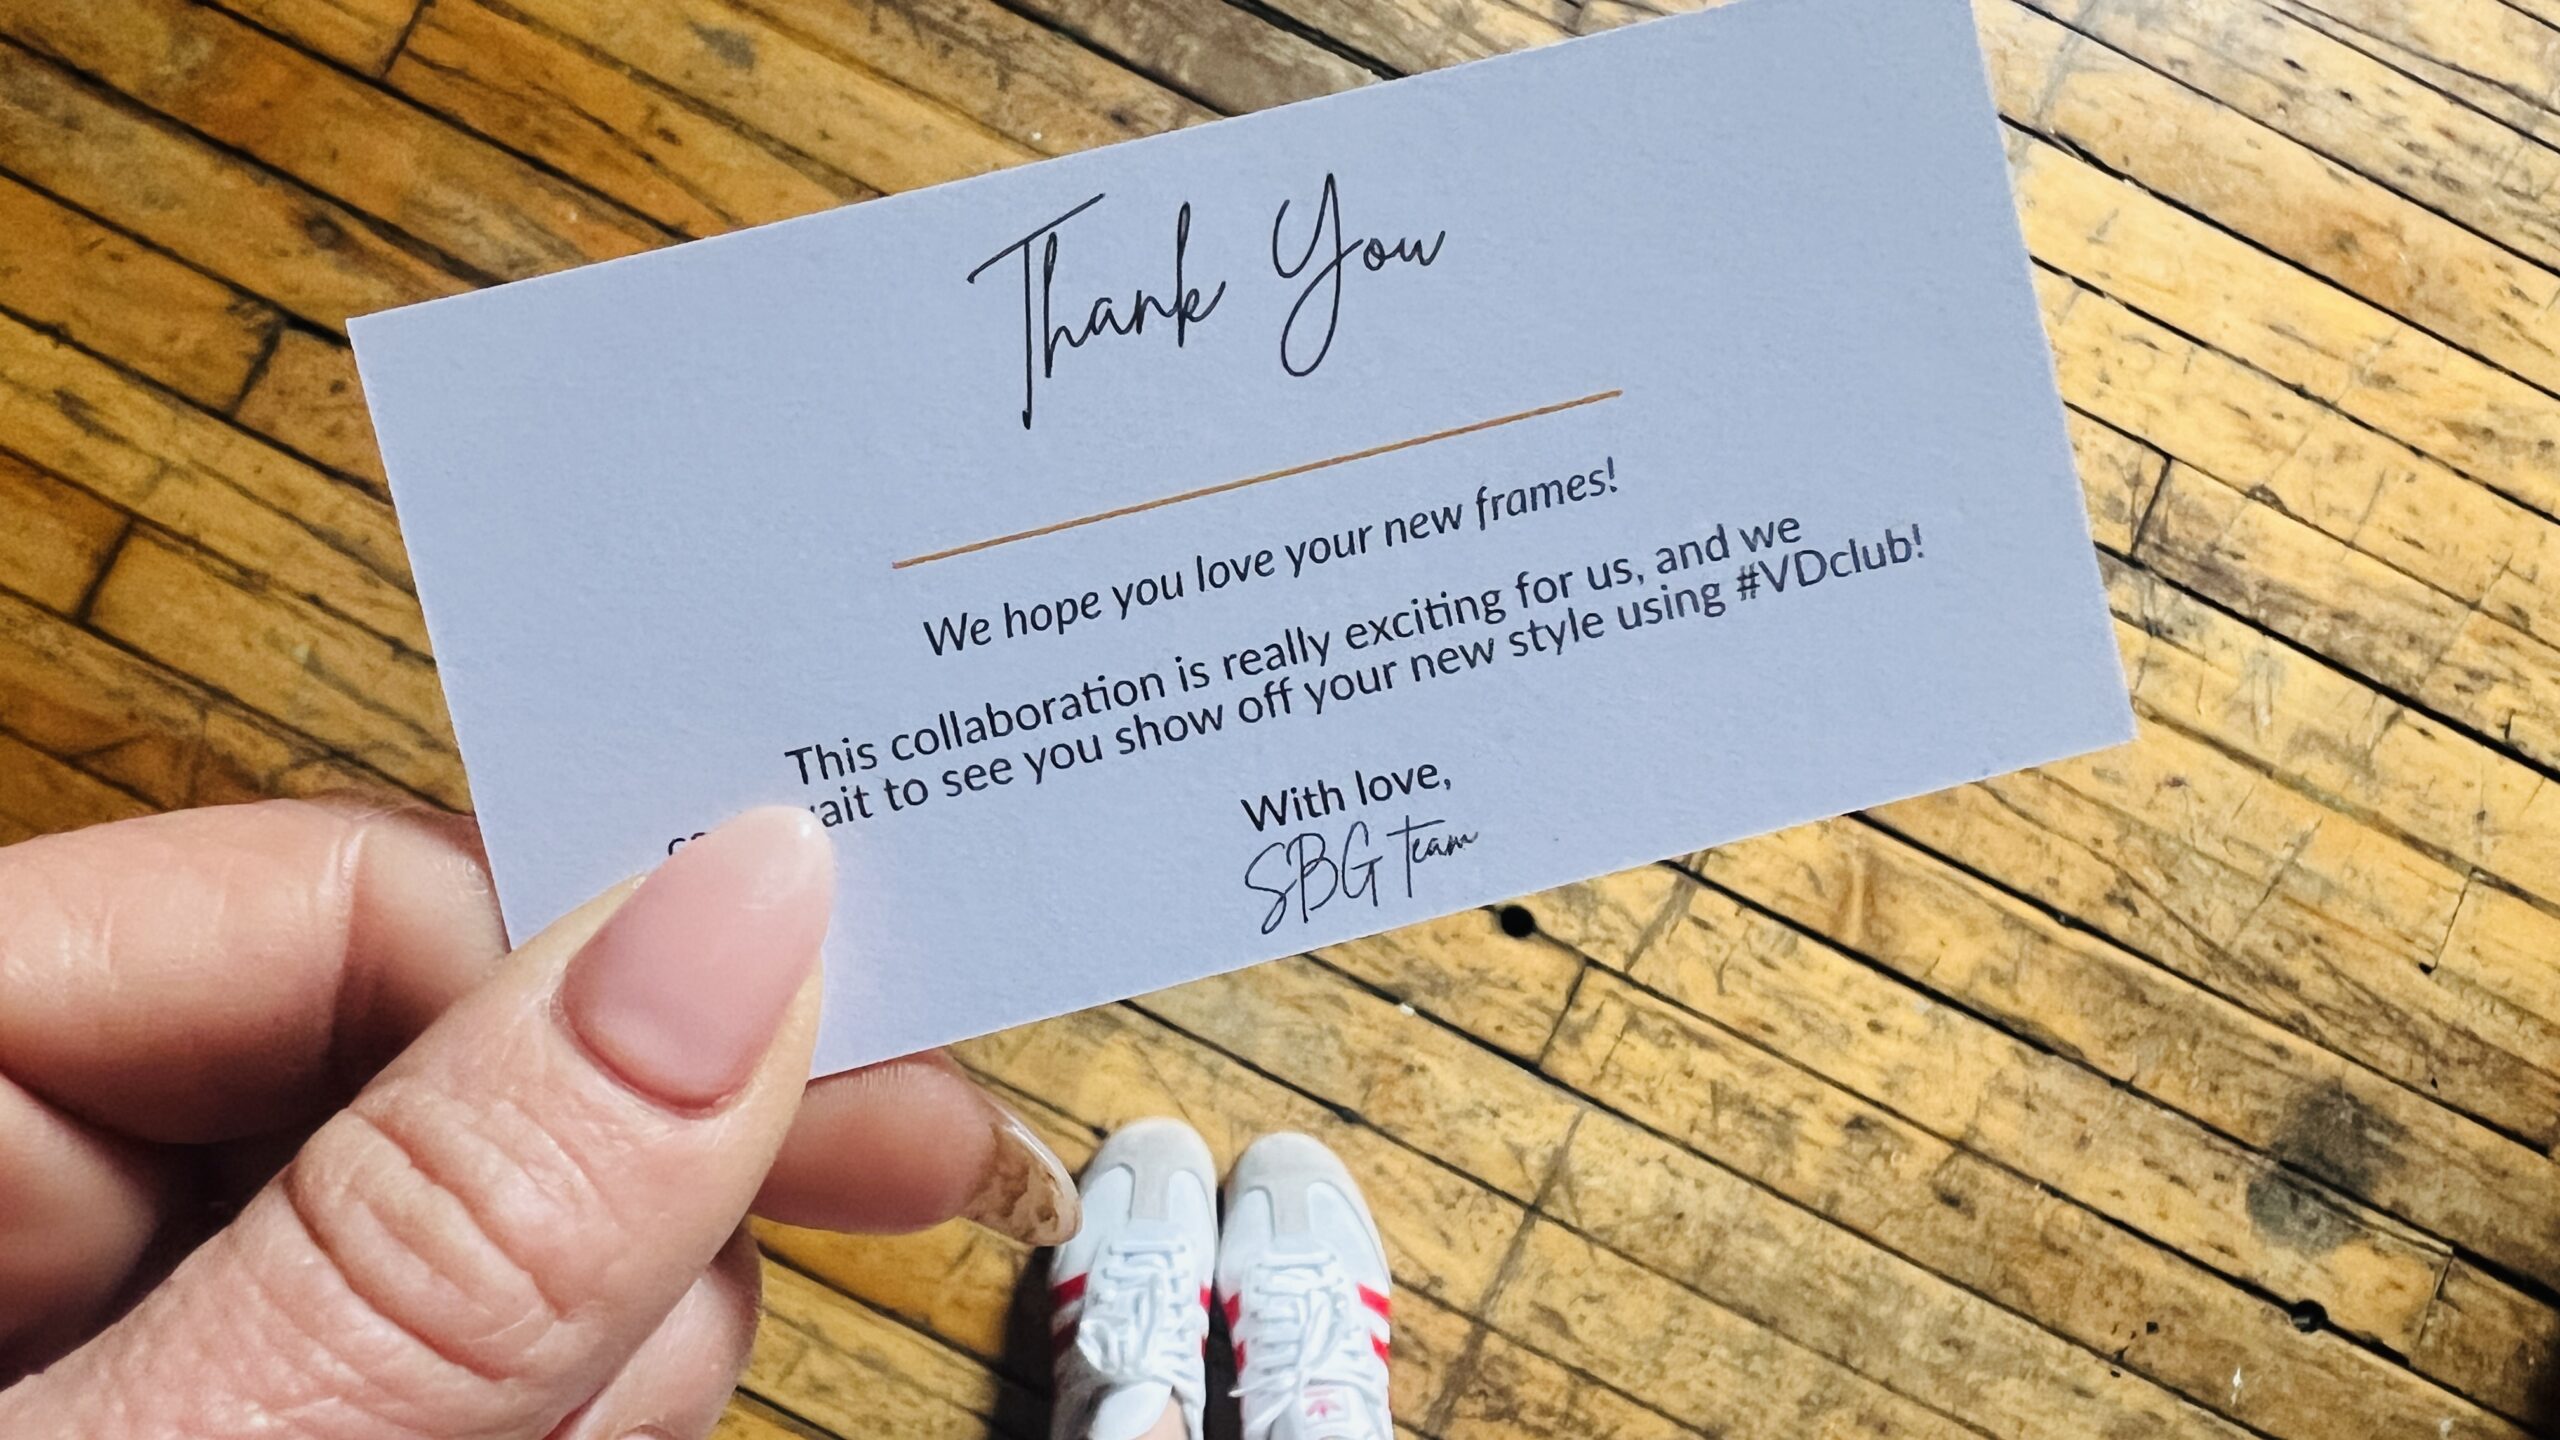 Thank You
We hope you love your new frames!
This collaboration is really exciting for us, and we
wait to see you show off your new style using #VDclub!
With love,
SBG Team